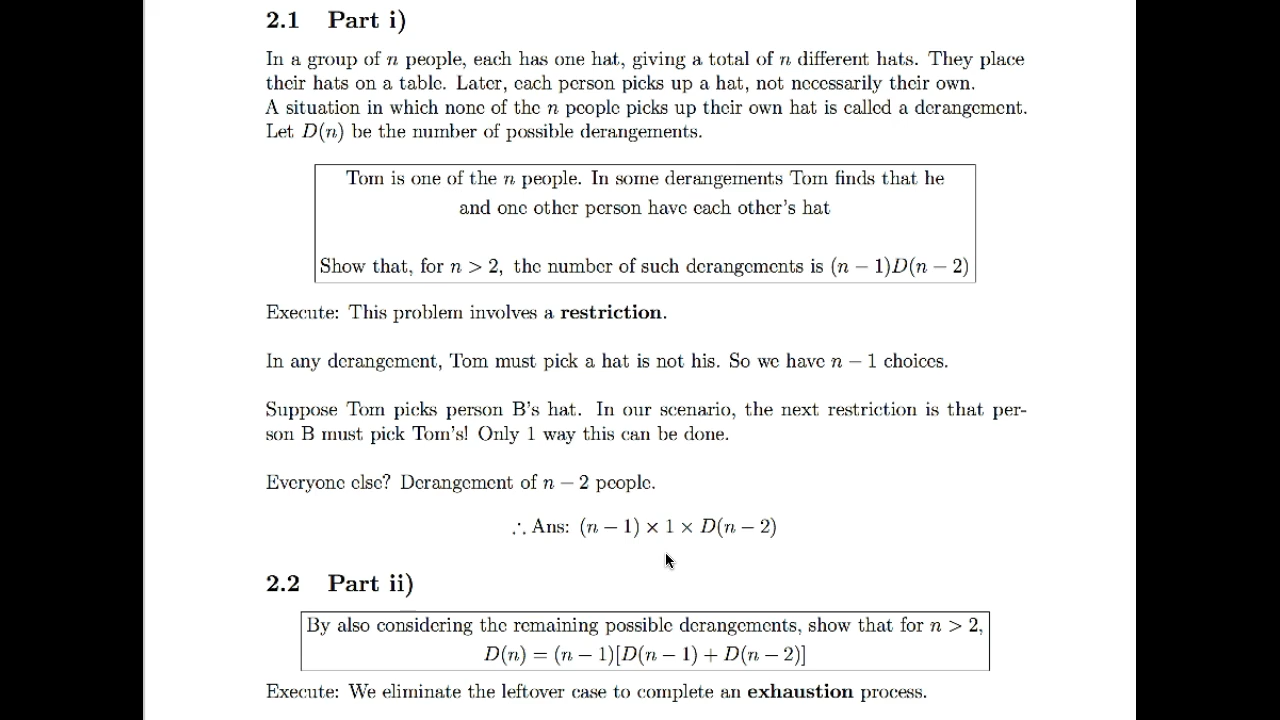 2.1 Part i)
In a group of n people, each has one hat, giving a total of n different hats. They place
their hats on a table. Later, each person picks up a hat, not necessarily their own.
A situation in which none of the n people picks up their own hat is called a derangement.
Let D(n) be the number of possible derangements.
Tom is one of the n people. In some derangements Tom finds that he
and one other person have each other's hat
Show that, for n > 2, the number of such derangements is (n − 1)D(n − 2)
Execute: This problem involves a restriction.
In any derangement, Tom must pick a hat is not his. So we have n − 1 choices.
Suppose Tom picks person B's hat. In our scenario, the next restriction is that per-
son B must pick Tom's! Only 1 way this can be done.
Everyone else? Derangement of n − 2 people.
∴ Ans: (n − 1) × 1 × D(n − 2)
2.2 Part ii)
By also considering the remaining possible derangements, show that for n > 2,
D(n) = (n − 1)[D(n − 1) + D(n − 2)]
Execute: We eliminate the leftover case to complete an exhaustion process.